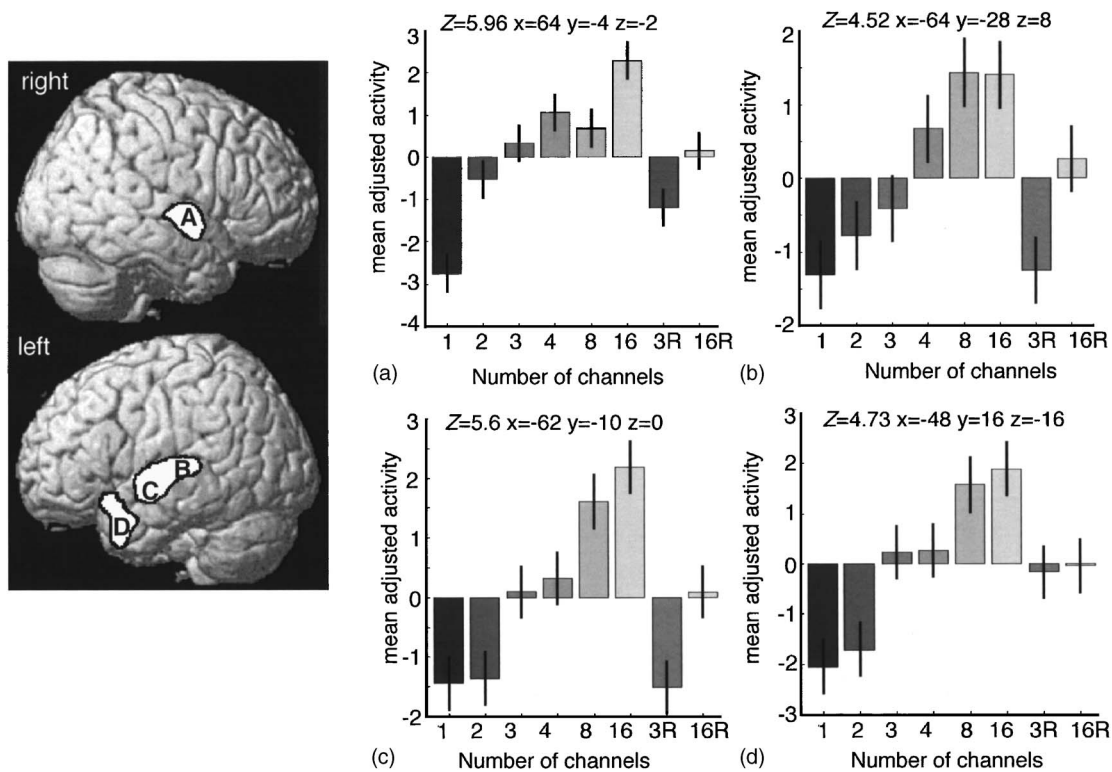 right
A
left
B
C
D
Z=5.96 x=64 y=-4 z=-2
mean adjusted activity
3
2
1
0
-1
-2
-3
-4
1 2 3 4 8 16 3R 16R
(a) Number of channels
Z=4.52 x=-64 y=-28 z=8
mean adjusted activity
2
1
0
-1
-2
1 2 3 4 8 16 3R 16R
(b) Number of channels
Z=5.6 x=-62 y=-10 z=0
mean adjusted activity
3
2
1
0
-1
-2
1 2 3 4 8 16 3R 16R
(c) Number of channels
Z=4.73 x=-48 y=16 z=-16
mean adjusted activity
3
2
1
0
-1
-2
-3
1 2 3 4 8 16 3R 16R
(d) Number of channels